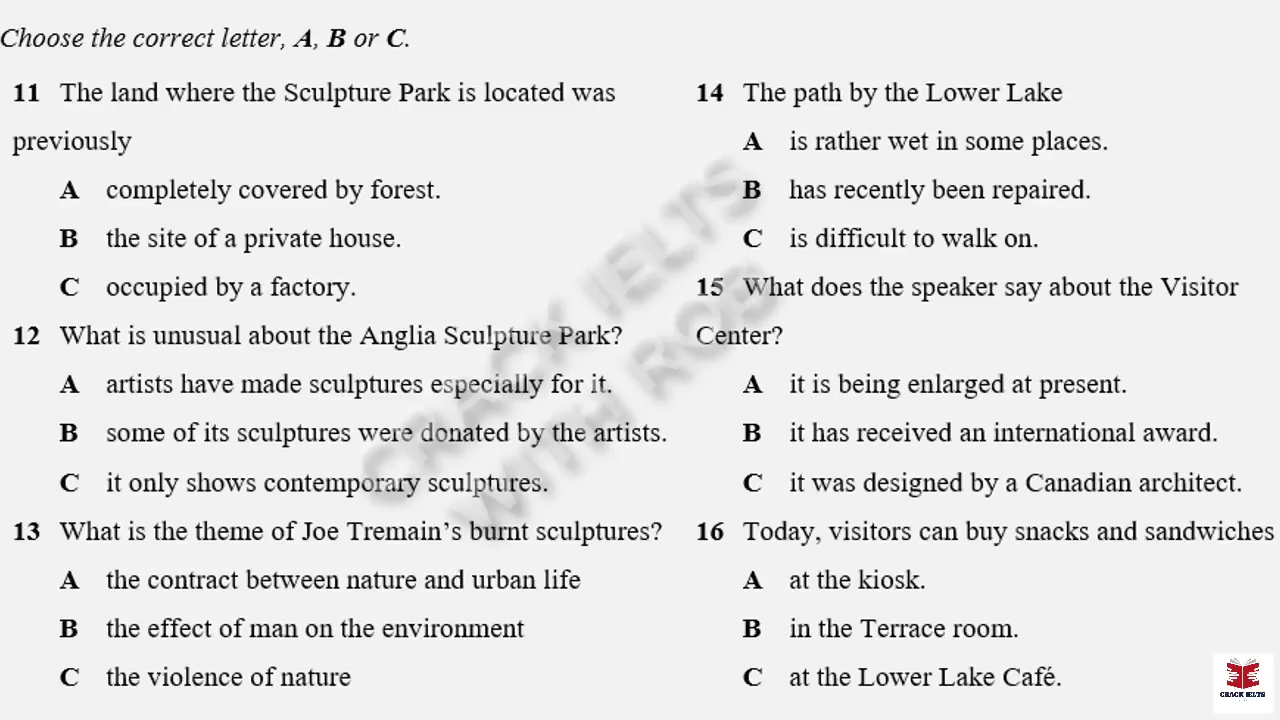 Choose the correct letter, A, B or C.
11 The land where the Sculpture Park is located was
previously
A completely covered by forest.
B the site of a private house.
C occupied by a factory.
12 What is unusual about the Anglia Sculpture Park?
A artists have made sculptures especially for it.
B some of its sculptures were donated by the artists.
C it only shows contemporary sculptures.
13 What is the theme of Joe Tremain's burnt sculptures?
A the contract between nature and urban life
B the effect of man on the environment
C the violence of nature
14 The path by the Lower Lake
A is rather wet in some places.
B has recently been repaired.
C is difficult to walk on.
15 What does the speaker say about the Visitor
Center?
A it is being enlarged at present.
B it has received an international award.
C it was designed by a Canadian architect.
16 Today, visitors can buy snacks and sandwiches
A at the kiosk.
B in the Terrace room.
C at the Lower Lake Café.
CRACK IELTS
WITH ROB
CRACK IELTS